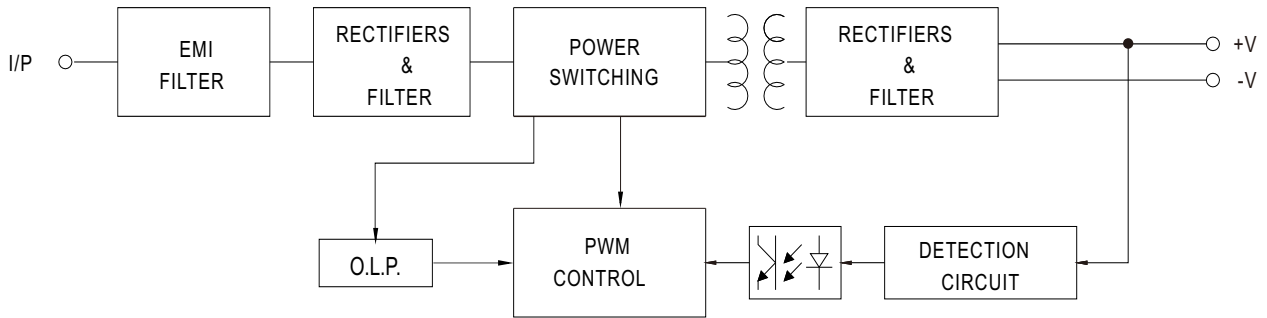 I/P
EMI
FILTER
RECTIFIERS
&
FILTER
POWER
SWITCHING
RECTIFIERS
&
FILTER
+V
-V
O.L.P.
PWM
CONTROL
DETECTION
CIRCUIT